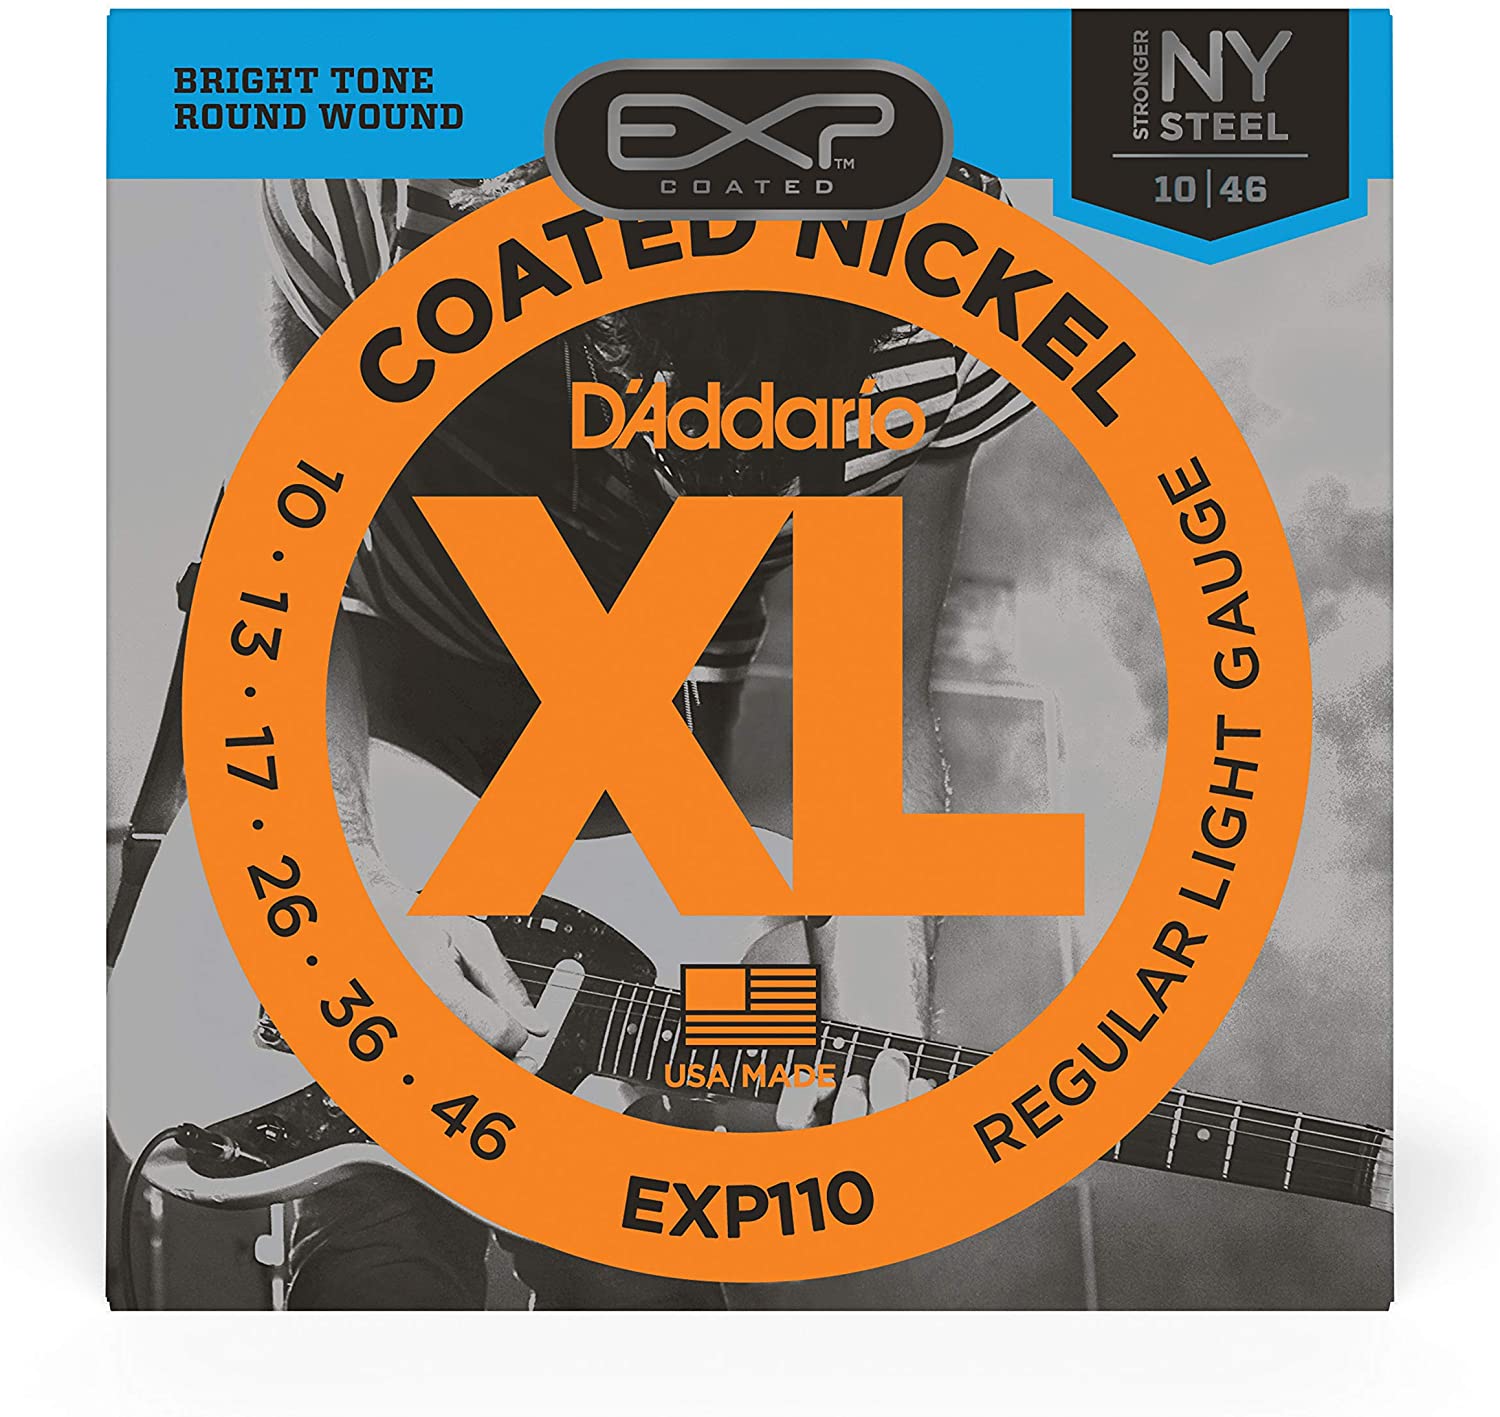 BRIGHT TONE
ROUND WOUND
EXP™
COATED
STRONGER
NY
STEEL
10|46
COATED NICKEL
D'Addario
XL
10 · 13 · 17 · 26 · 36 · 46
REGULAR LIGHT GAUGE
USA MADE
EXP110